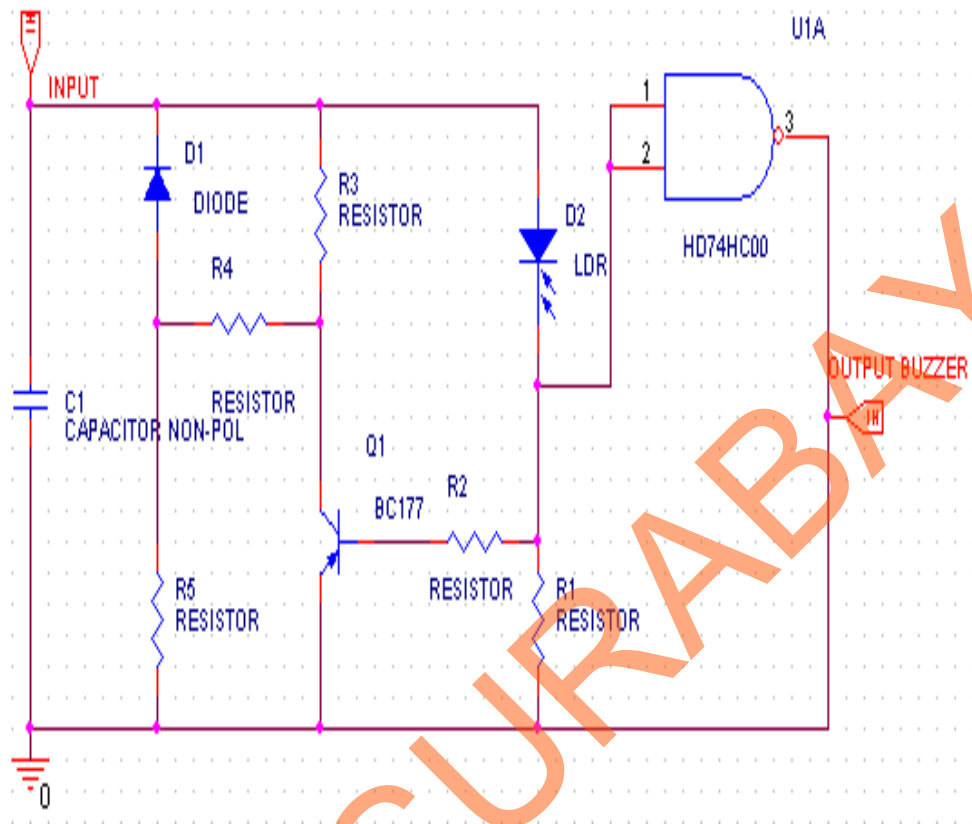 U1A
INPUT
1
2
3
D1
DIODE
R3
RESISTOR
D2
LDR
HD74HC00
R4
RESISTOR
OUTPUT BUZZER
C1
CAPACITOR NON-POL
Q1
BC177
R2
RESISTOR
R5
RESISTOR
R1
RESISTOR
0
SURABAY